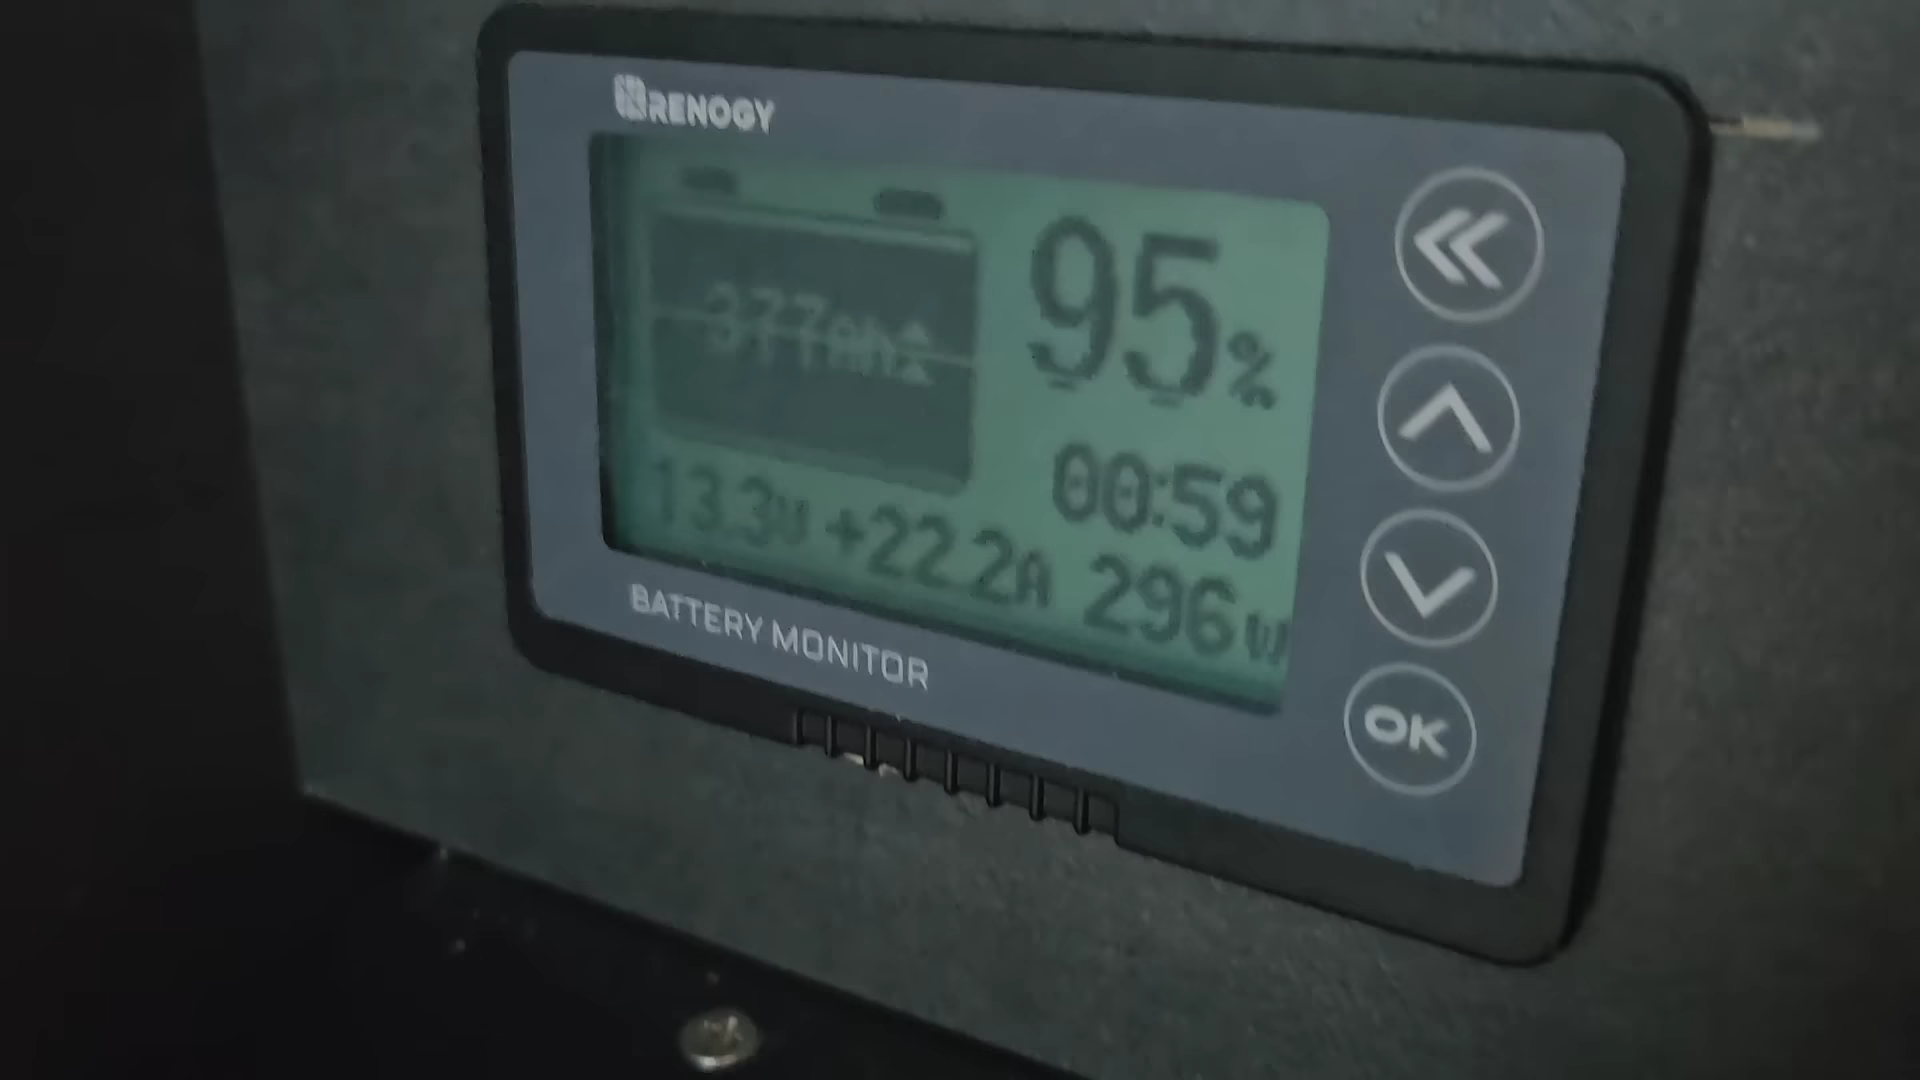 RENOGY
95%
377Ah
00:59
13.3V +22.2A 296W
BATTERY MONITOR
OK